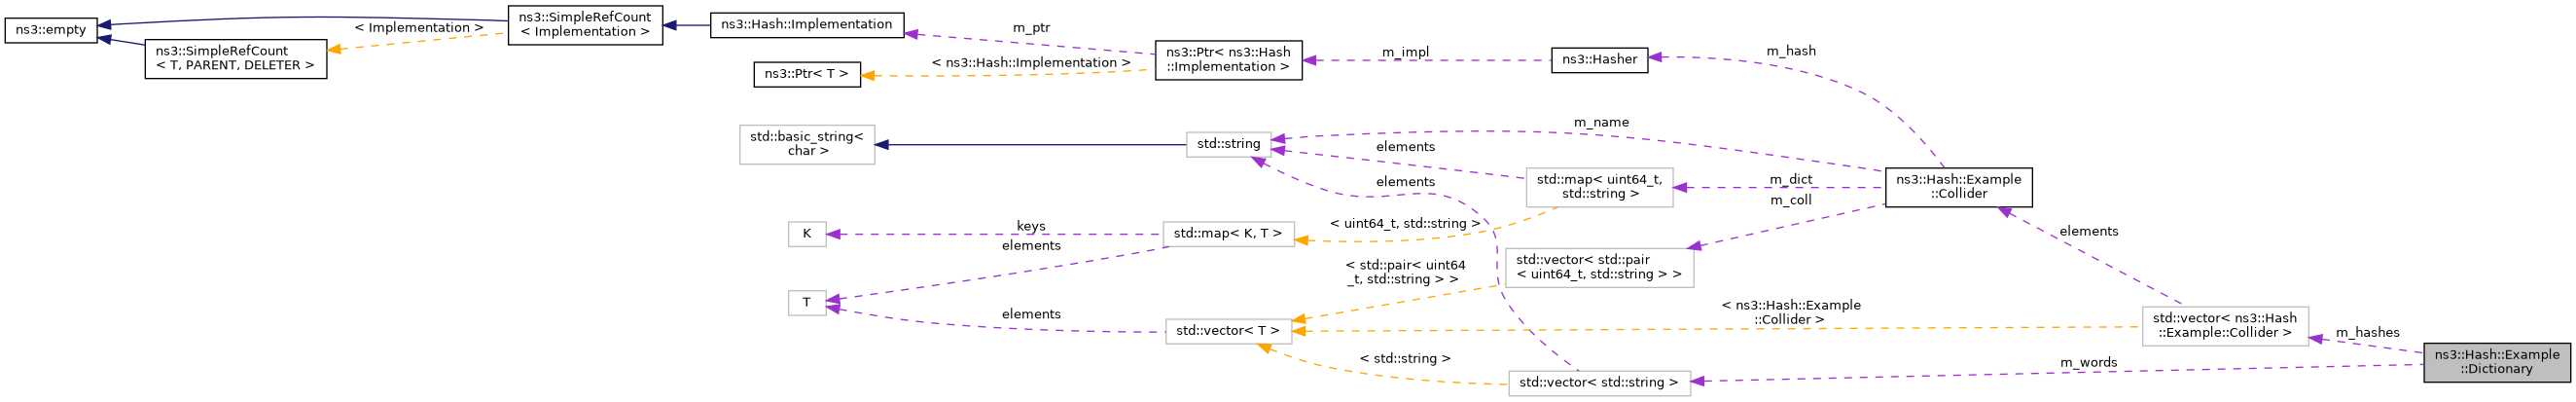 ns3::empty
ns3::SimpleRefCount
< T, PARENT, DELETER >
< Implementation >
ns3::SimpleRefCount
< Implementation >
ns3::Hash::Implementation
ns3::Ptr< T >
m_ptr
< ns3::Hash::Implementation >
ns3::Ptr< ns3::Hash
::Implementation >
m_impl
ns3::Hasher
m_hash
std::basic_string<
char >
std::string
m_name
elements
elements
std::map< uint64_t,
std::string >
m_dict
m_coll
ns3::Hash::Example
::Collider
K
keys
elements
std::map< K, T >
< uint64_t, std::string >
std::vector< std::pair
< uint64_t, std::string > >
< std::pair< uint64
_t, std::string > >
T
elements
std::vector< T >
< ns3::Hash::Example
::Collider >
elements
std::vector< ns3::Hash
::Example::Collider >
m_hashes
< std::string >
std::vector< std::string >
m_words
ns3::Hash::Example
::Dictionary